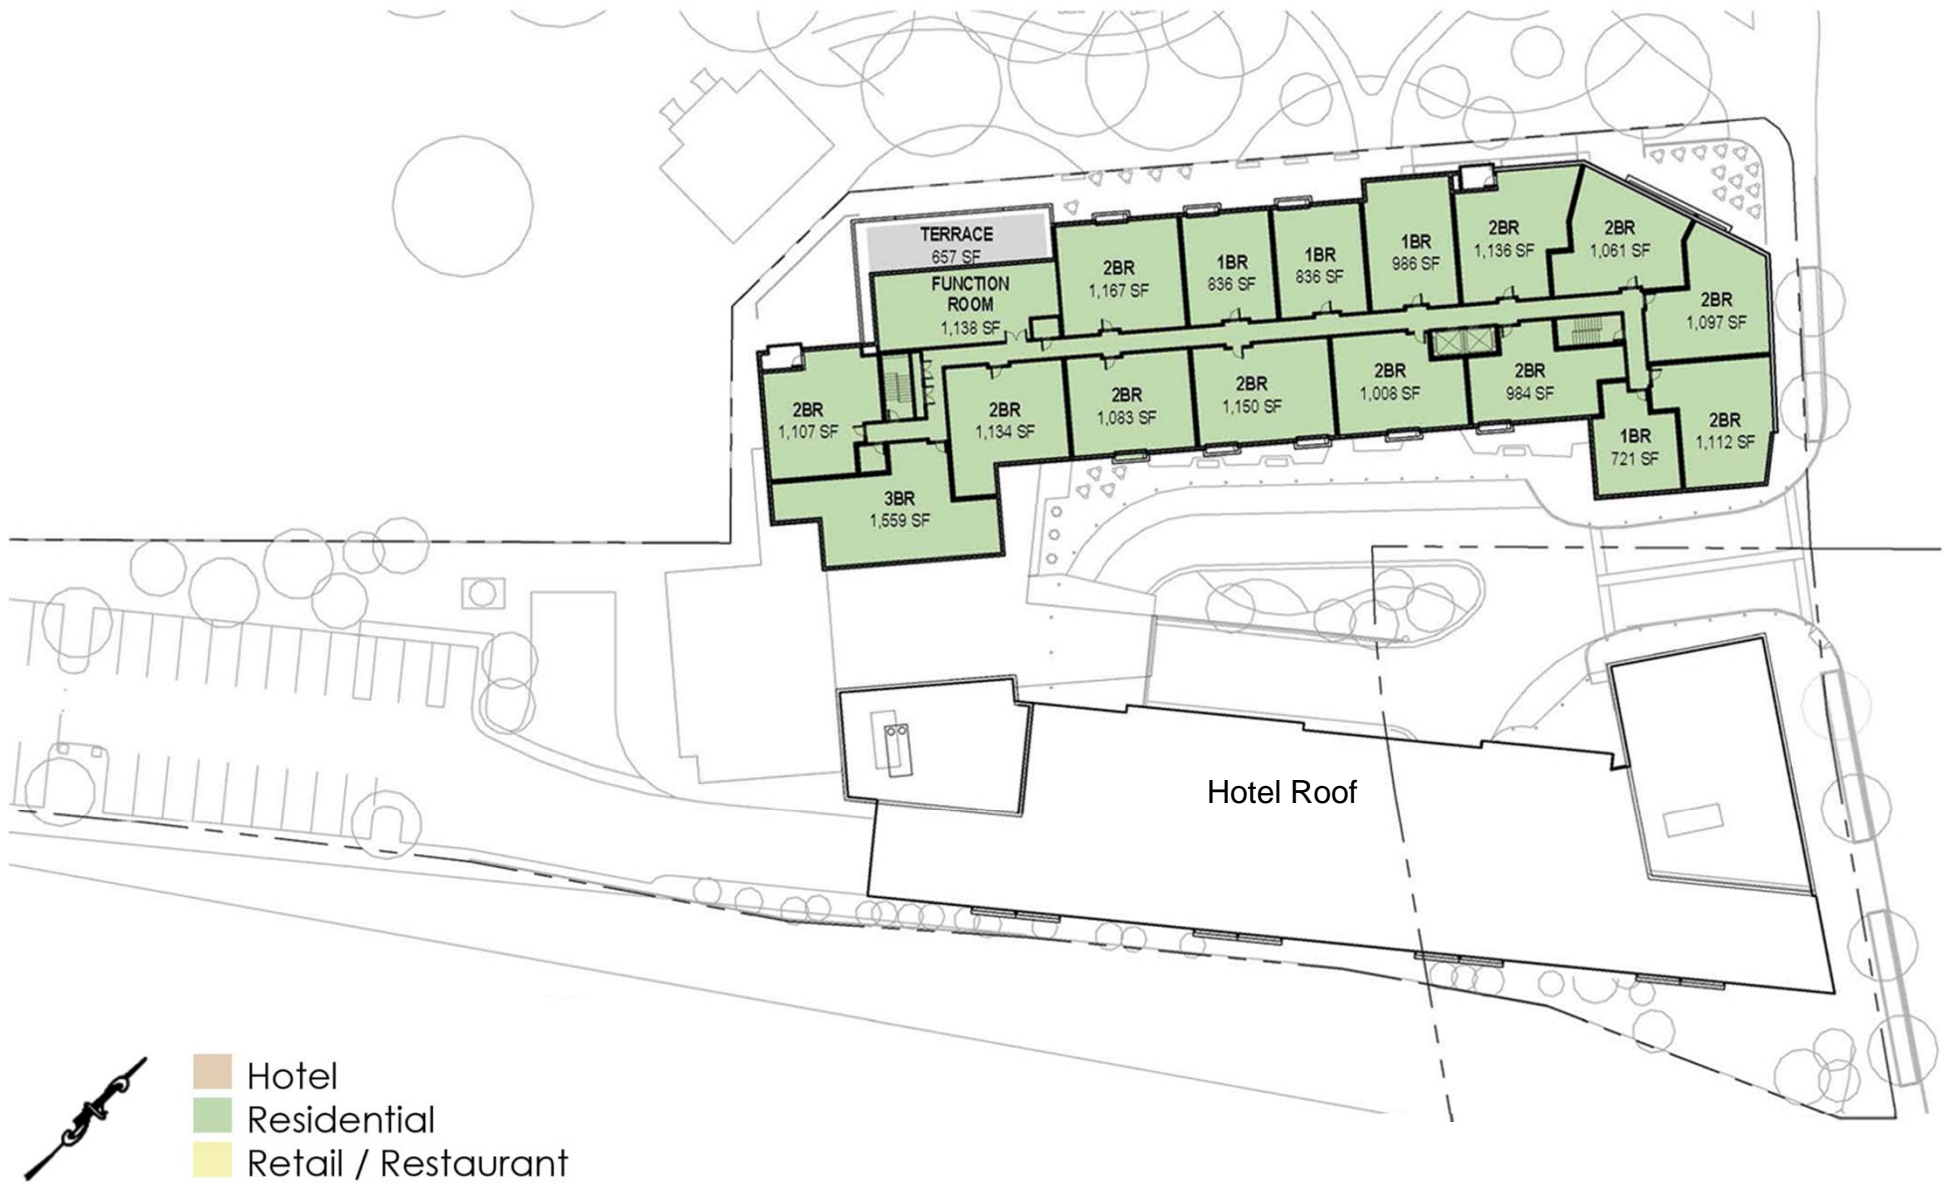 TERRACE
657 SF
FUNCTION
ROOM
1,138 SF
2BR
1,167 SF
1BR
836 SF
1BR
836 SF
1BR
986 SF
2BR
1,136 SF
2BR
1,061 SF
2BR
1,097 SF
2BR
1,107 SF
2BR
1,134 SF
2BR
1,083 SF
2BR
1,150 SF
2BR
1,008 SF
2BR
984 SF
1BR
721 SF
2BR
1,112 SF
3BR
1,559 SF
Hotel Roof
Hotel
Residential
Retail / Restaurant